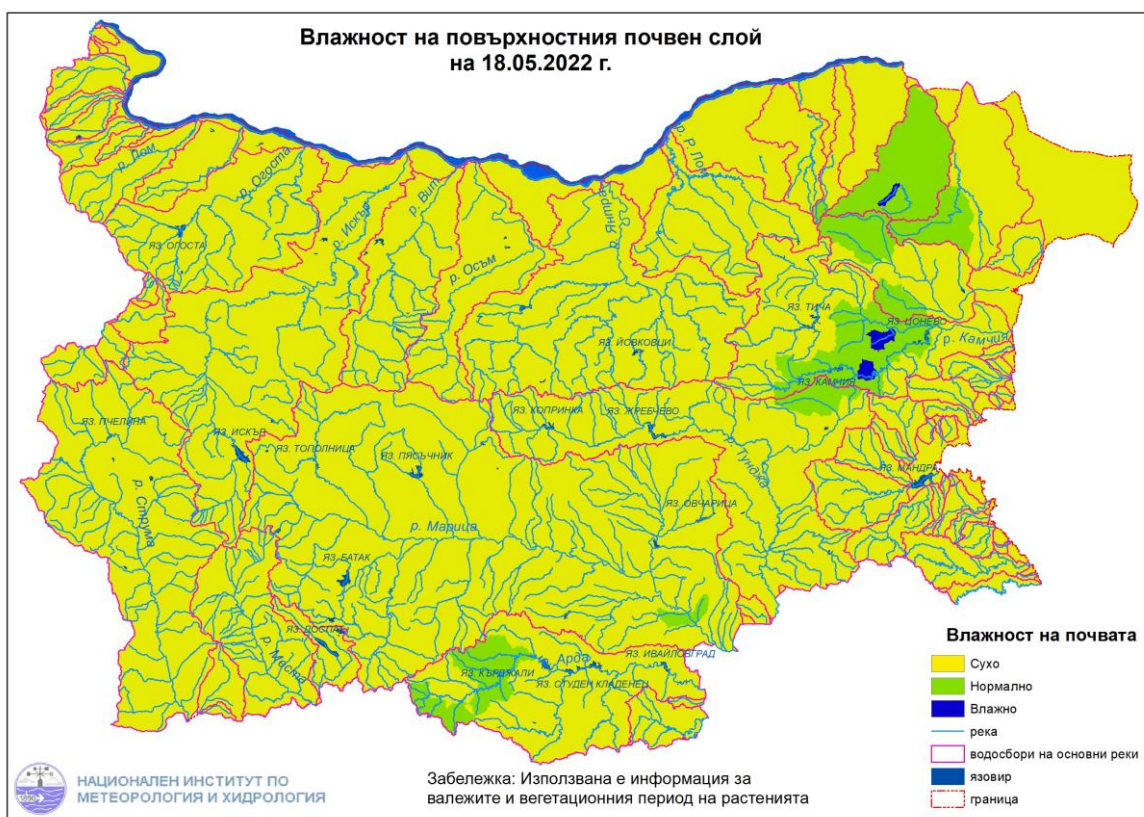 Влажност на повърхностния почвен слой
на 18.05.2022 г.
р. Лом
р. Огоста
р. Искър
р. Вит
р. Осъм
р. Янтра
р. Р. Лом
яз. ОГОСТА
яз. ТИЧА
яз. ЦОНЕВО
р. Камчия
яз. ЙОВКОВЦИ
яз. КАМЧИЯ
яз. КОПРИНКА
яз. ЖРЕБЧЕВО
яз. ПЧЕЛИНА
яз. ИСКЪР
яз. ТОПОЛНИЦА
яз. ПЯСЪЧНИК
р. Тунджа
яз. МАНДРА
р. Струма
яз. ОВЧАРИЦА
р. Марица
яз. БАТАК
яз. ДОСПАТ
р. Места
р. Арда
яз. ИВАЙЛОВГРАД
яз. КЪРДЖАЛИ
яз. СТУДЕН КЛАДЕНЕЦ
Влажност на почвата
Сухо
Нормално
Влажно
река
водосбори на основни реки
язовир
граница
НАЦИОНАЛЕН ИНСТИТУТ ПО
МЕТЕОРОЛОГИЯ И ХИДРОЛОГИЯ
Забележка: Използвана е информация за
валежите и вегетационния период на растенията